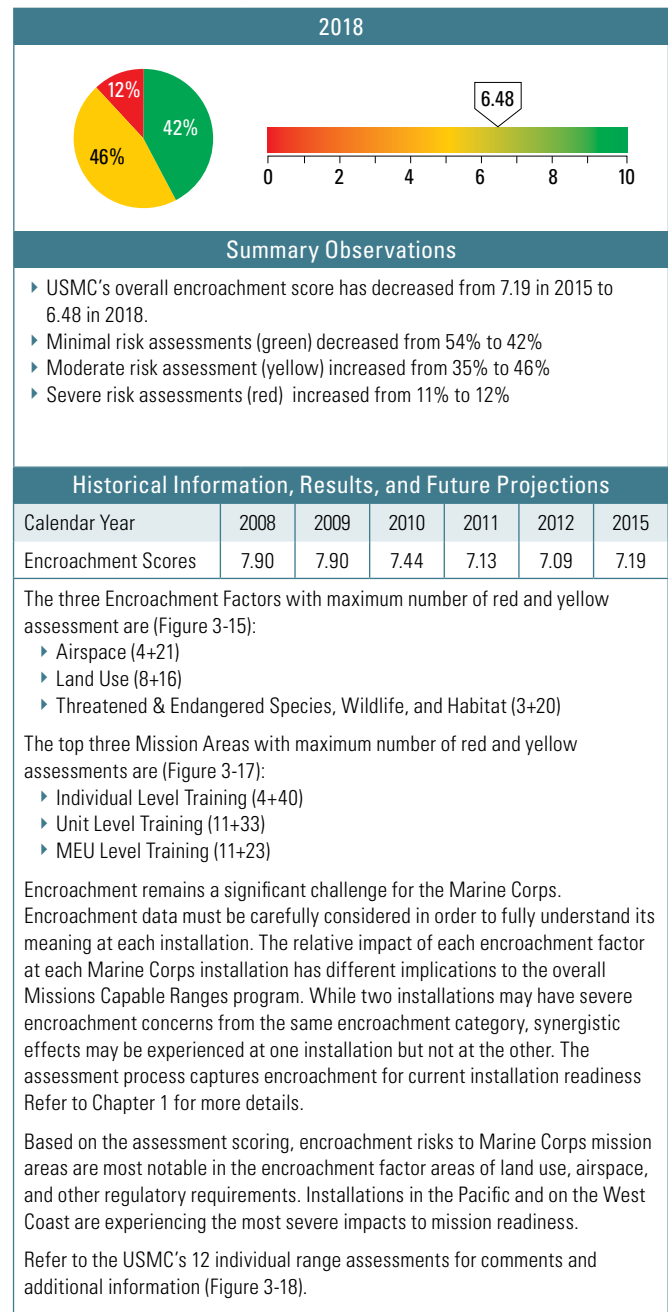 2018
12%
42%
46%
6.48
0 2 4 6 8 10
Summary Observations
‣ USMC's overall encroachment score has decreased from 7.19 in 2015 to
6.48 in 2018.
‣ Minimal risk assessments (green) decreased from 54% to 42%
‣ Moderate risk assessment (yellow) increased from 35% to 46%
‣ Severe risk assessments (red) increased from 11% to 12%
Historical Information, Results, and Future Projections
Calendar Year 2008 2009 2010 2011 2012 2015
Encroachment Scores 7.90 7.90 7.44 7.13 7.09 7.19
The three Encroachment Factors with maximum number of red and yellow
assessment are (Figure 3-15):
‣ Airspace (4+21)
‣ Land Use (8+16)
‣ Threatened & Endangered Species, Wildlife, and Habitat (3+20)
The top three Mission Areas with maximum number of red and yellow
assessments are (Figure 3-17):
‣ Individual Level Training (4+40)
‣ Unit Level Training (11+33)
‣ MEU Level Training (11+23)
Encroachment remains a significant challenge for the Marine Corps.
Encroachment data must be carefully considered in order to fully understand its
meaning at each installation. The relative impact of each encroachment factor
at each Marine Corps installation has different implications to the overall
Missions Capable Ranges program. While two installations may have severe
encroachment concerns from the same encroachment category, synergistic
effects may be experienced at one installation but not at the other. The
assessment process captures encroachment for current installation readiness
Refer to Chapter 1 for more details.
Based on the assessment scoring, encroachment risks to Marine Corps mission
areas are most notable in the encroachment factor areas of land use, airspace,
and other regulatory requirements. Installations in the Pacific and on the West
Coast are experiencing the most severe impacts to mission readiness.
Refer to the USMC's 12 individual range assessments for comments and
additional information (Figure 3-18).